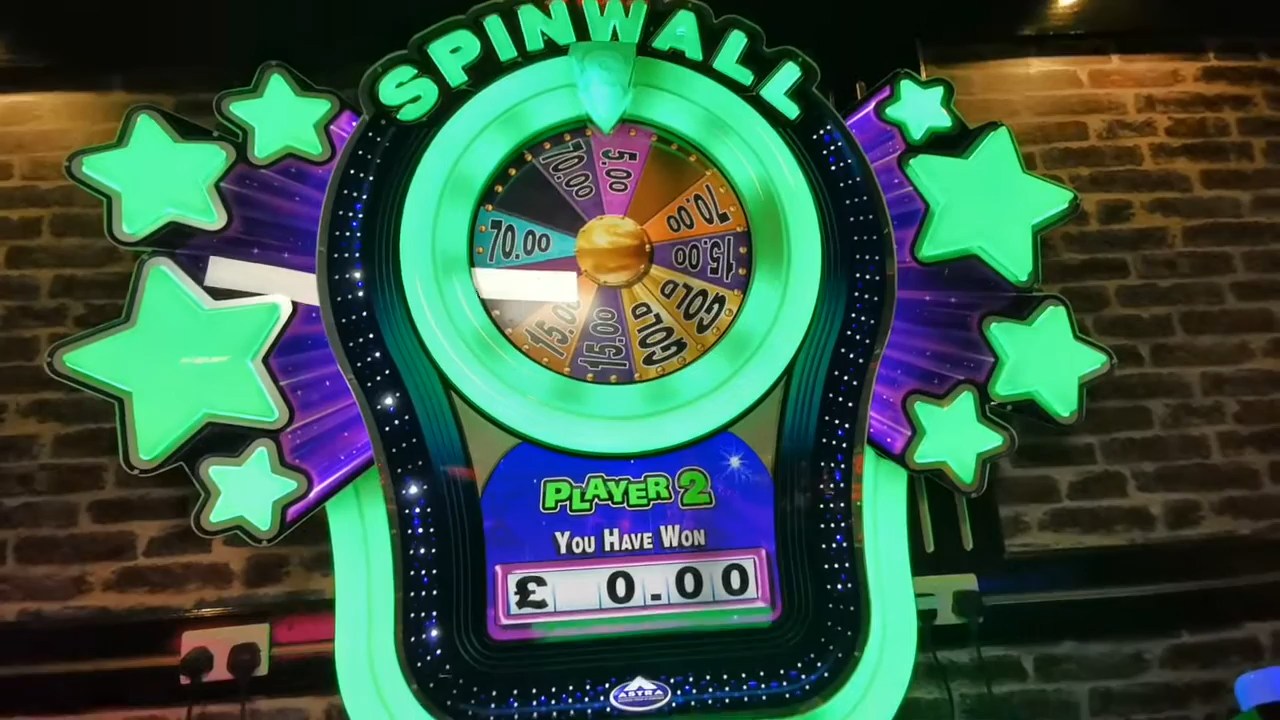 SPINWALL
5.00
70.00
15.00
GOLD
GOLD
15.00
15.00
70.00
70.00
PLAYER 2
YOU HAVE WON
£ 0.00
ASTRA